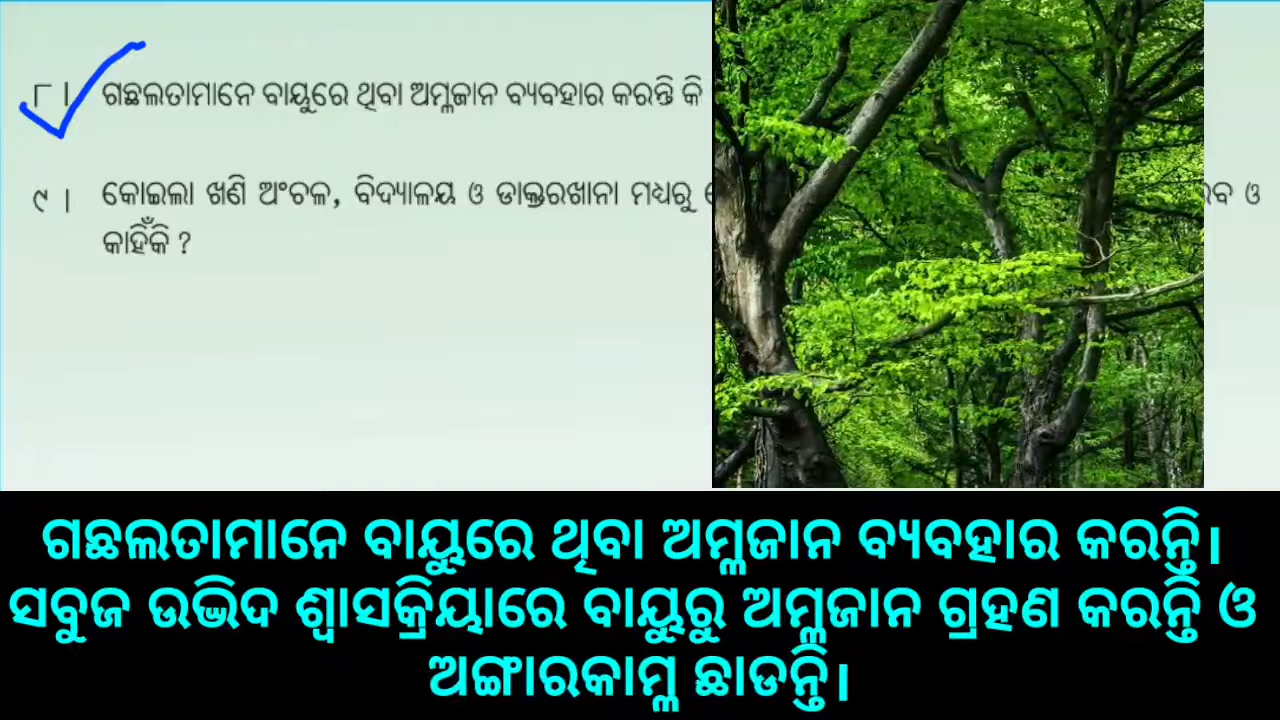 ୮ । ଗଛଲତାମାନେ ବାୟୁରେ ଥିବା ଅମ୍ଳଜାନ ବ୍ୟବହାର କରନ୍ତି କି
୯ । କୋଇଲା ଖଣି ଅଂଚଳ, ବିଦ୍ୟାଳୟ ଓ ଡାକ୍ତରଖାନା ମଧ୍ୟରୁ ଓ
କାହିଁକି ?
ଗଛଲତାମାନେ ବାୟୁରେ ଥିବା ଅମ୍ଳଜାନ ବ୍ୟବହାର କରନ୍ତି।
ସବୁଜ ଉଦ୍ଭିଦ ଶ୍ୱାସକ୍ରିୟାରେ ବାୟୁରୁ ଅମ୍ଳଜାନ ଗ୍ରହଣ କରନ୍ତି ଓ
ଅଙ୍ଗାରକାମ୍ଳ ଛାଡନ୍ତି।